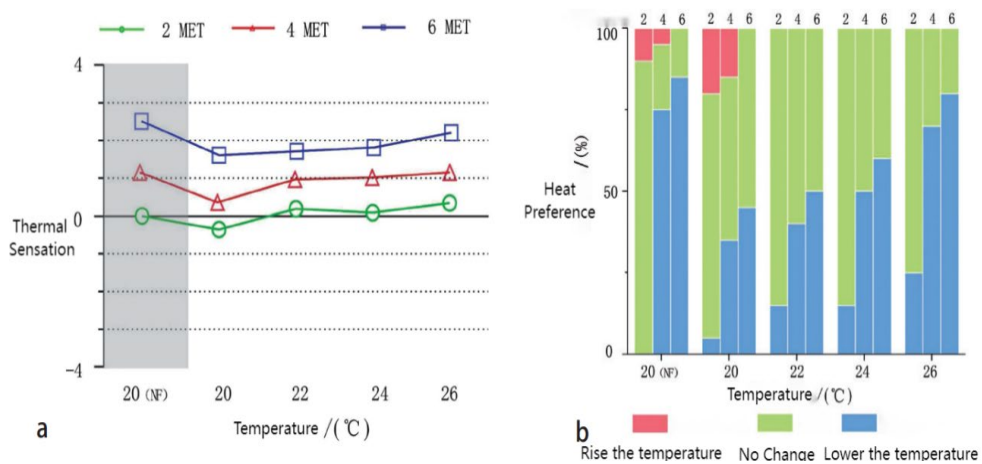 2 MET 4 MET 6 MET
4
0
-4
Thermal
Sensation
20 (NF) 20 22 24 26
Temperature /(℃)
a
2 4 6 2 4 6 2 4 6 2 4 6 2 4 6
100
50
0
/(%)
Heat
Preference
20 (NF) 20 22 24 26
Temperature /(℃)
b
Rise the temperature No Change Lower the temperature